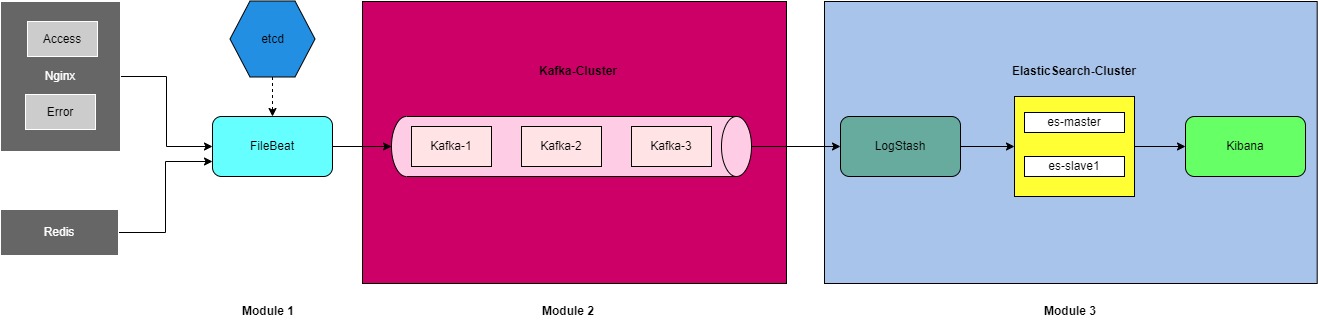 Access
Nginx
Error
Redis
etcd
FileBeat
Kafka-Cluster
Kafka-1
Kafka-2
Kafka-3
ElasticSearch-Cluster
LogStash
es-master
es-slave1
Kibana
Module 1
Module 2
Module 3